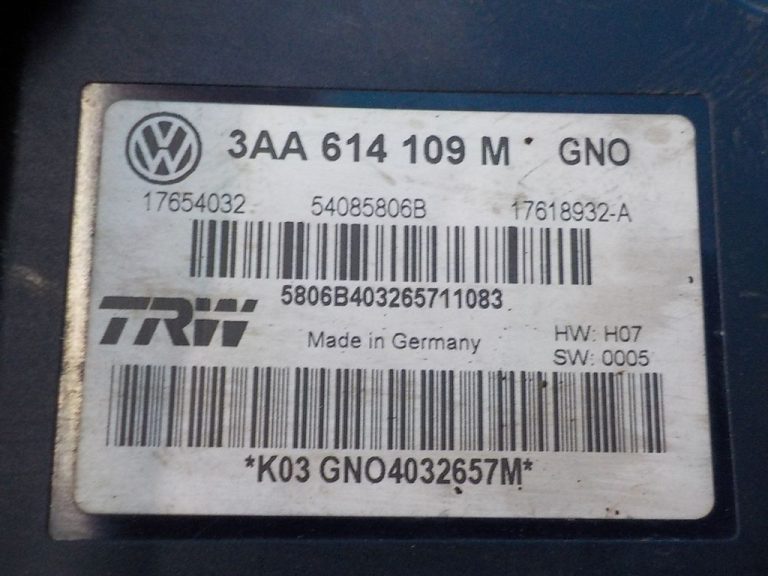 3AA 614 109 M GNO
17654032 54085806B 17618932-A
5806B403265711083
TRW Made in Germany HW: H07
SW: 0005
*K03 GNO4032657M*